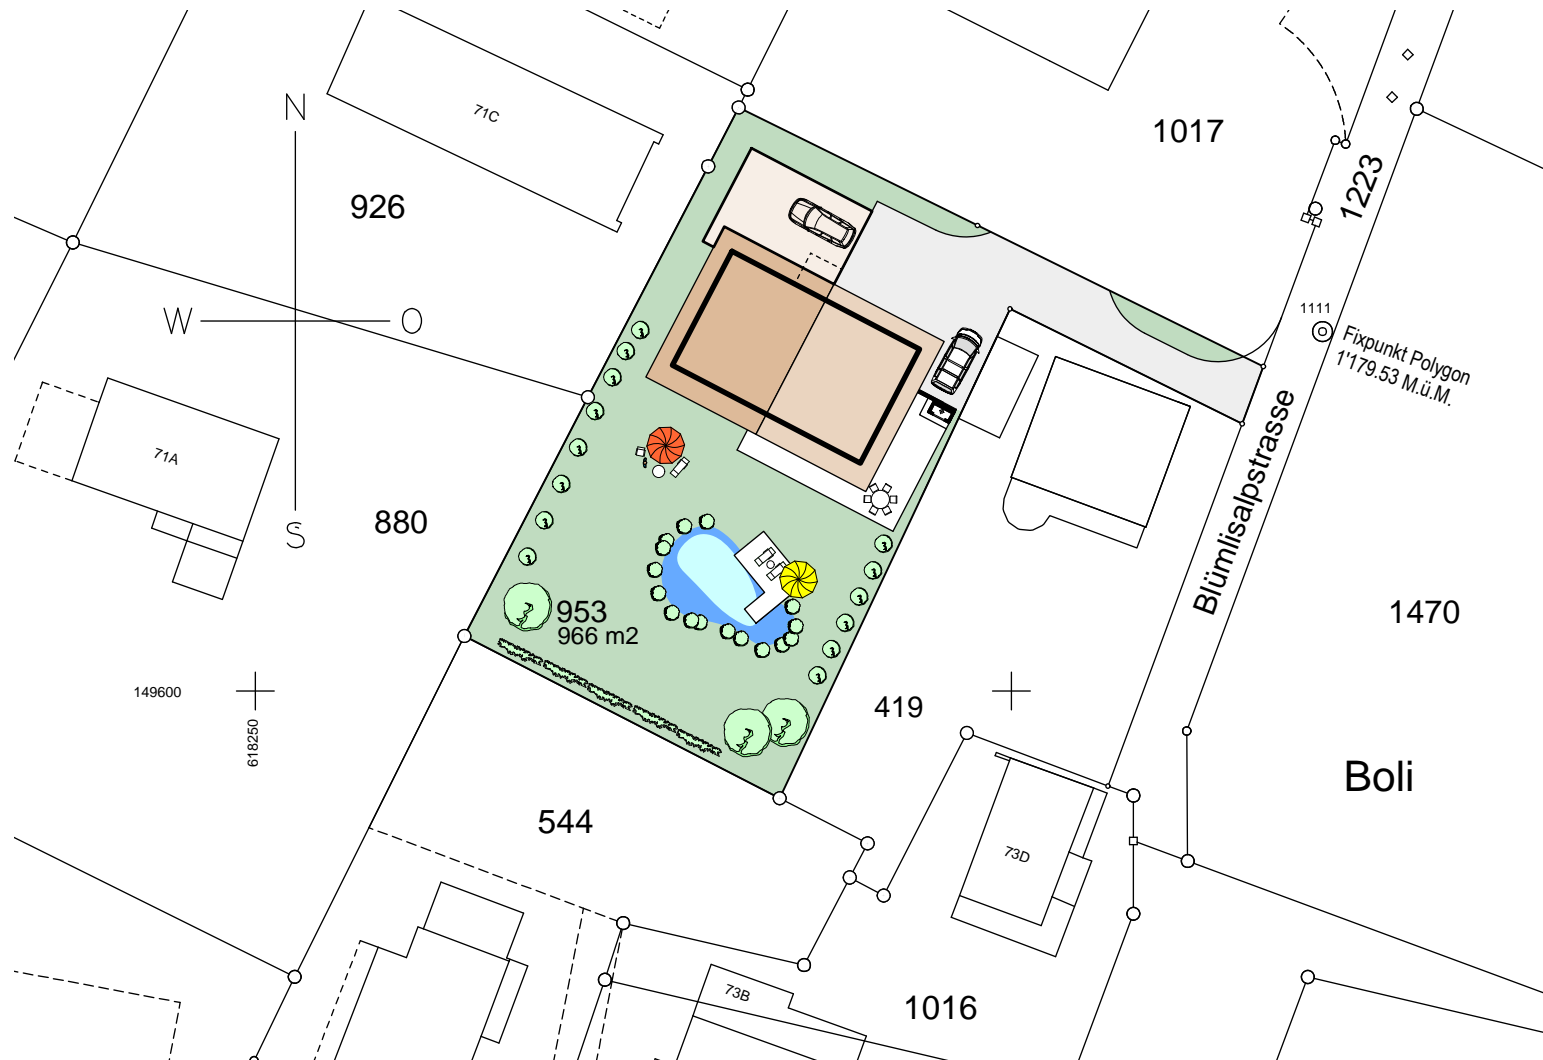 71C
N
1017
1223
926
1111
W
O
Fixpunkt Polygon
1'179.53 M.ü.M.
Blümlisalpstrasse
71A
880
S
953
966 m2
1470
149600
618250
419
Boli
544
73D
73B
1016